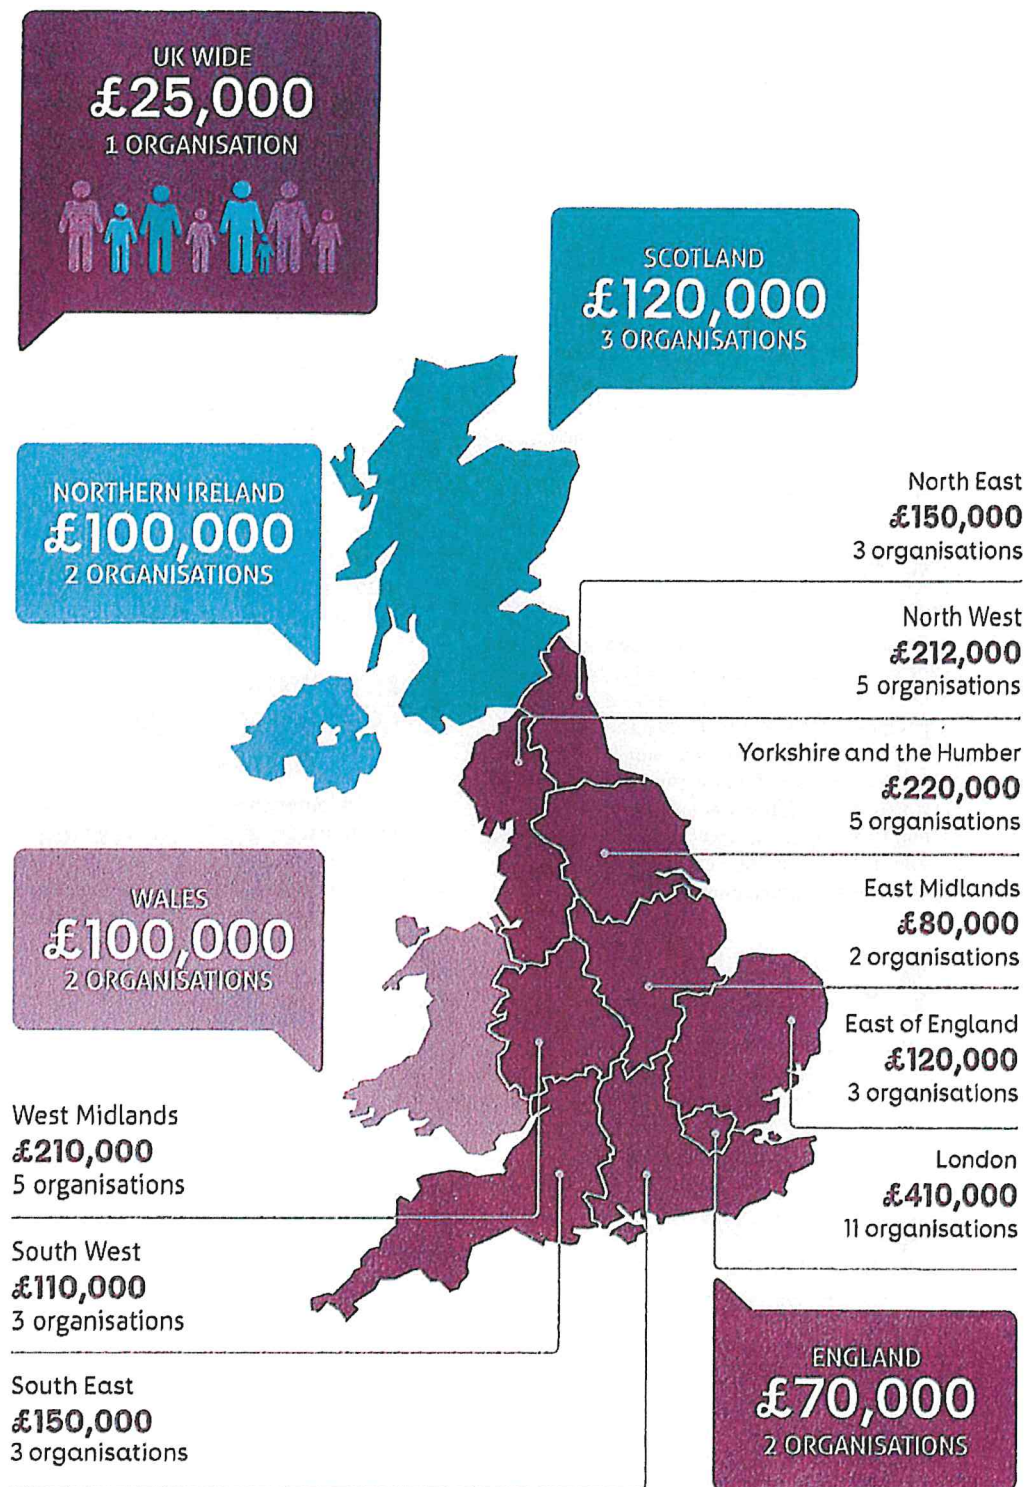 UK WIDE
£25,000
1 ORGANISATION
SCOTLAND
£120,000
3 ORGANISATIONS
NORTHERN IRELAND
£100,000
2 ORGANISATIONS
North East
£150,000
3 organisations
North West
£212,000
5 organisations
Yorkshire and the Humber
£220,000
5 organisations
WALES
£100,000
2 ORGANISATIONS
East Midlands
£80,000
2 organisations
East of England
£120,000
3 organisations
West Midlands
£210,000
5 organisations
London
£410,000
11 organisations
South West
£110,000
3 organisations
South East
£150,000
3 organisations
ENGLAND
£70,000
2 ORGANISATIONS